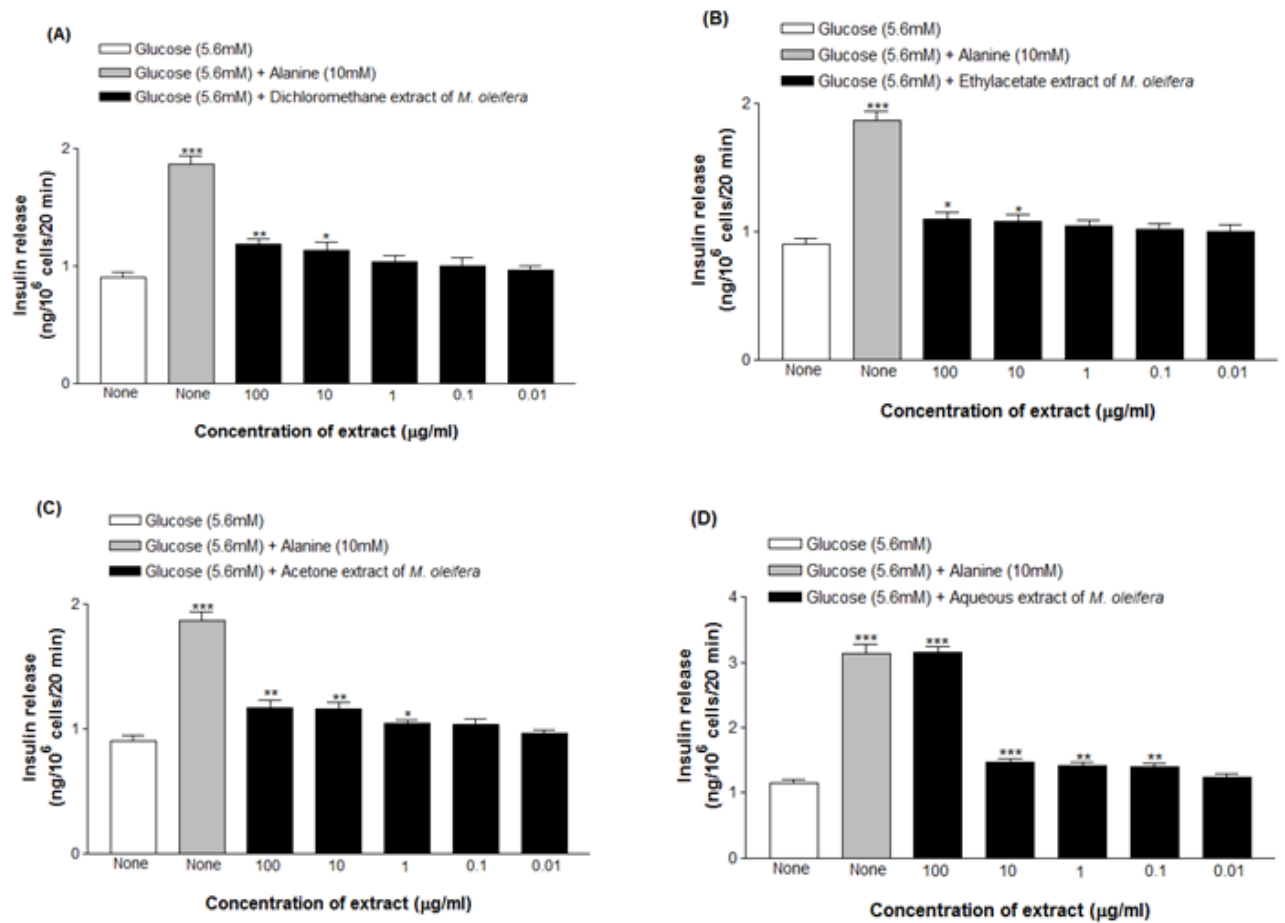 (A)
Glucose (5.6mM)
Glucose (5.6mM) + Alanine (10mM)
Glucose (5.6mM) + Dichloromethane extract of M. oleifera
Insulin release
(ng/10⁶ cells/20 min)
2
1
0
***
**
*
None
None
100
10
1
0.1
0.01
Concentration of extract (μg/ml)
(B)
Glucose (5.6mM)
Glucose (5.6mM) + Alanine (10mM)
Glucose (5.6mM) + Ethylacetate extract of M. oleifera
Insulin release
(ng/10⁶ cells/20 min)
2
1
0
***
*
*
None
None
100
10
1
0.1
0.01
Concentration of extract (μg/ml)
(C)
Glucose (5.6mM)
Glucose (5.6mM) + Alanine (10mM)
Glucose (5.6mM) + Acetone extract of M. oleifera
Insulin release
(ng/10⁶ cells/20 min)
2
1
0
***
**
**
*
None
None
100
10
1
0.1
0.01
Concentration of extract (μg/ml)
(D)
Glucose (5.6mM)
Glucose (5.6mM) + Alanine (10mM)
Glucose (5.6mM) + Aqueous extract of M. oleifera
Insulin release
(ng/10⁶ cells/20 min)
4
3
2
1
0
***
***
***
**
**
None
None
100
10
1
0.1
0.01
Concentration of extract (μg/ml)